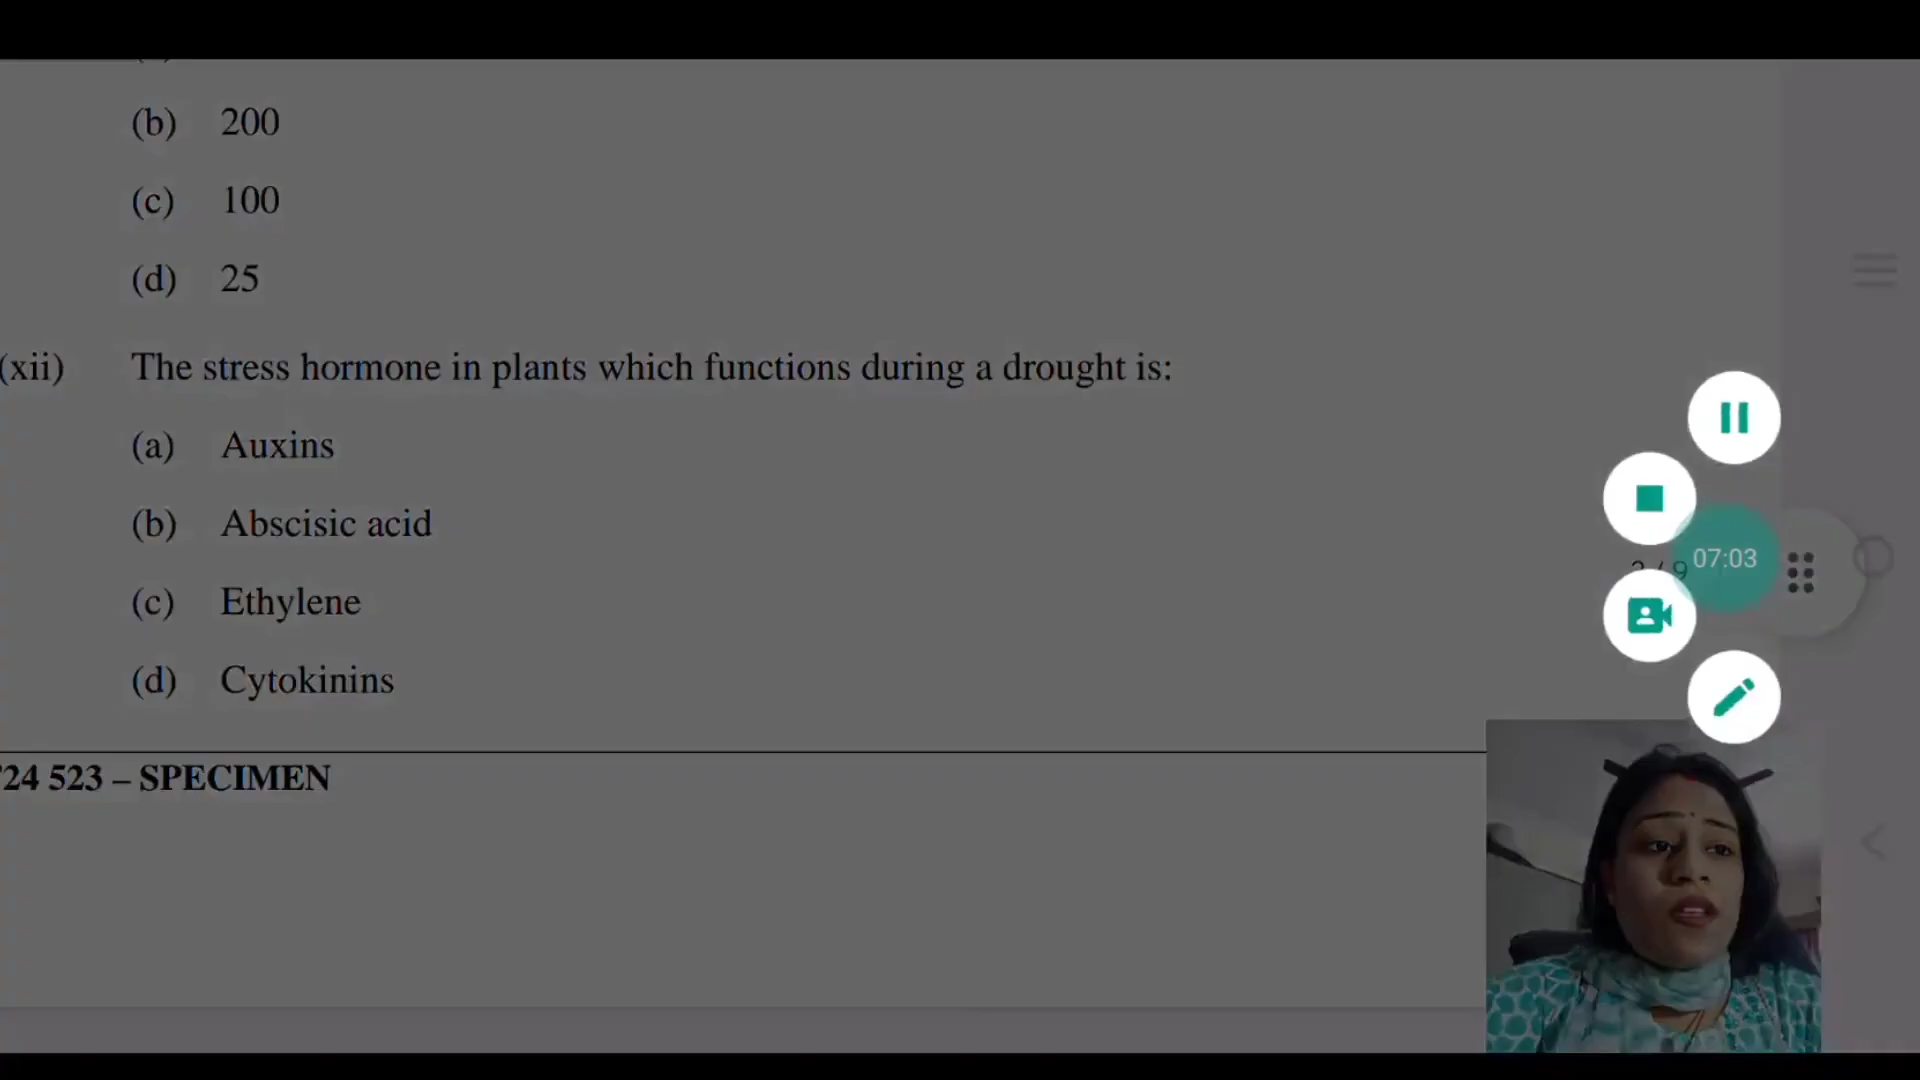 (b) 200
(c) 100
(d) 25
(xii) The stress hormone in plants which functions during a drought is:
(a) Auxins
(b) Abscisic acid
(c) Ethylene
(d) Cytokinins
07:03
24 523 – SPECIMEN